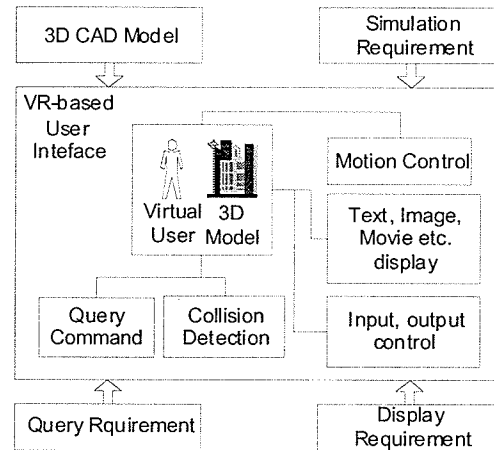 3D CAD Model
Simulation
Requirement
VR-based
User
Inteface
Virtual
User
3D
Model
Motion Control
Text, Image,
Movie etc.
display
Query
Command
Collision
Detection
Input, output
control
Query Rquirement
Display
Requirement